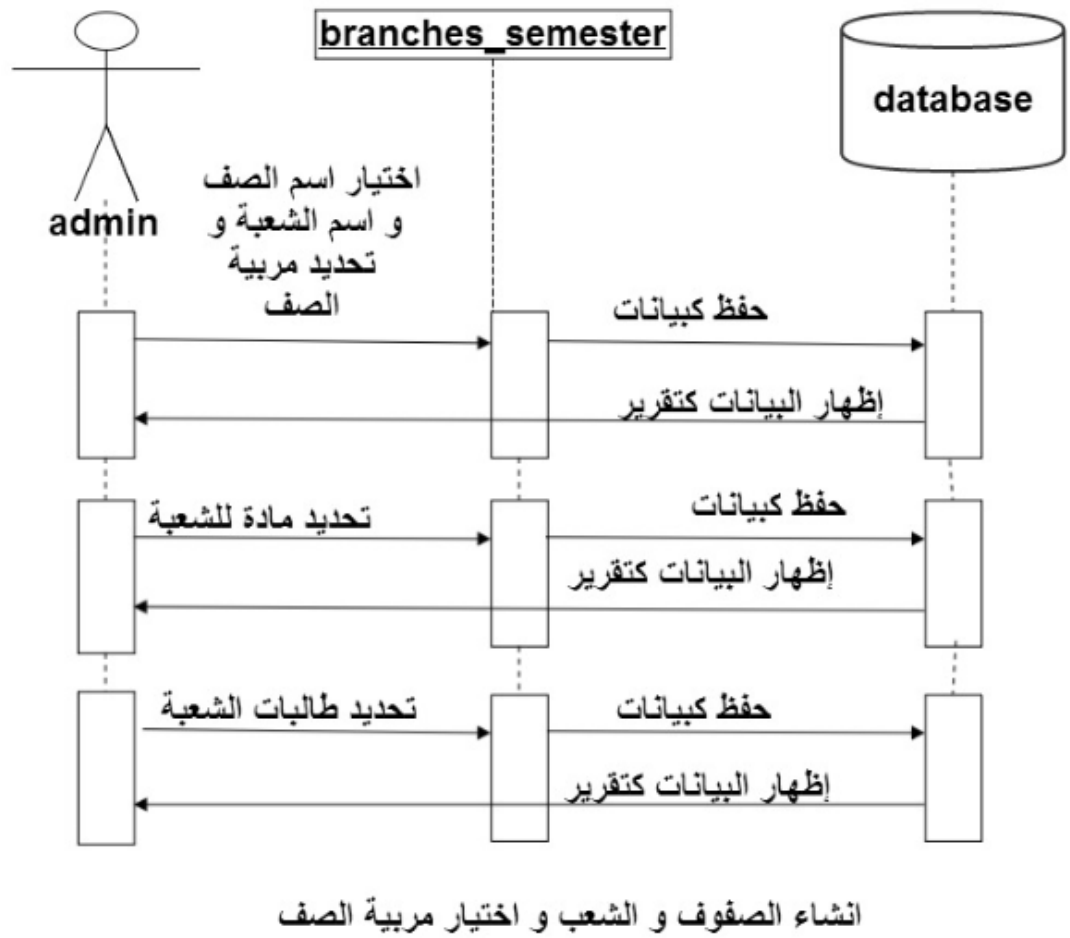 branches_semester
database
admin
اختيار اسم الصف
و اسم الشعبة و
تحديد مربية
الصف
حفظ كبيانات
إظهار البيانات كتقرير
تحديد مادة للشعبة
حفظ كبيانات
إظهار البيانات كتقرير
تحديد طالبات الشعبة
حفظ كبيانات
إظهار البيانات كتقرير
انشاء الصفوف و الشعب و اختيار مربية الصف